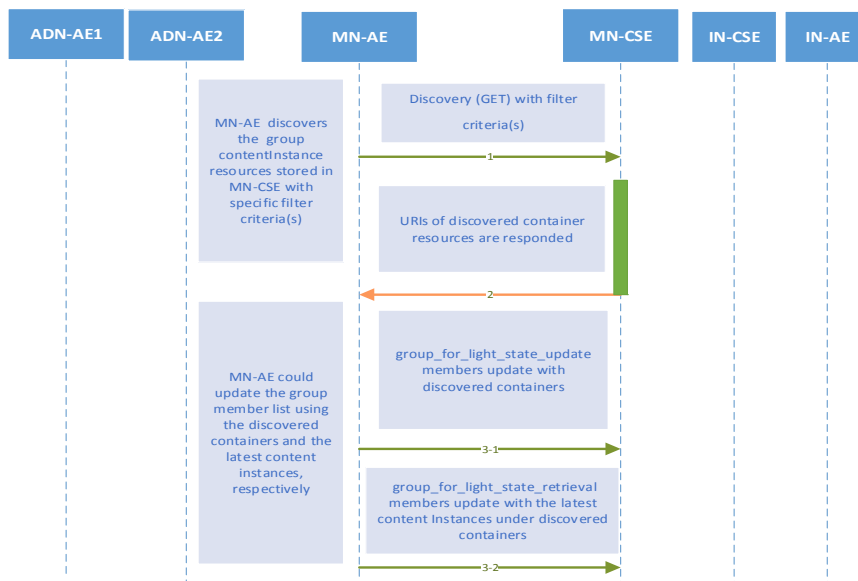 ADN-AE1
ADN-AE2
MN-AE
MN-CSE
IN-CSE
IN-AE
MN-AE discovers
the group
contentInstance
resources stored in
MN-CSE with
specific filter
criteria(s)
Discovery (GET) with filter
criteria(s)
1
URIs of discovered container
resources are responded
2
MN-AE could
update the group
member list using
the discovered
containers and the
latest content
instances,
respectively
group_for_light_state_update
members update with
discovered containers
3-1
group_for_light_state_retrieval
members update with the latest
content Instances under discovered
containers
3-2